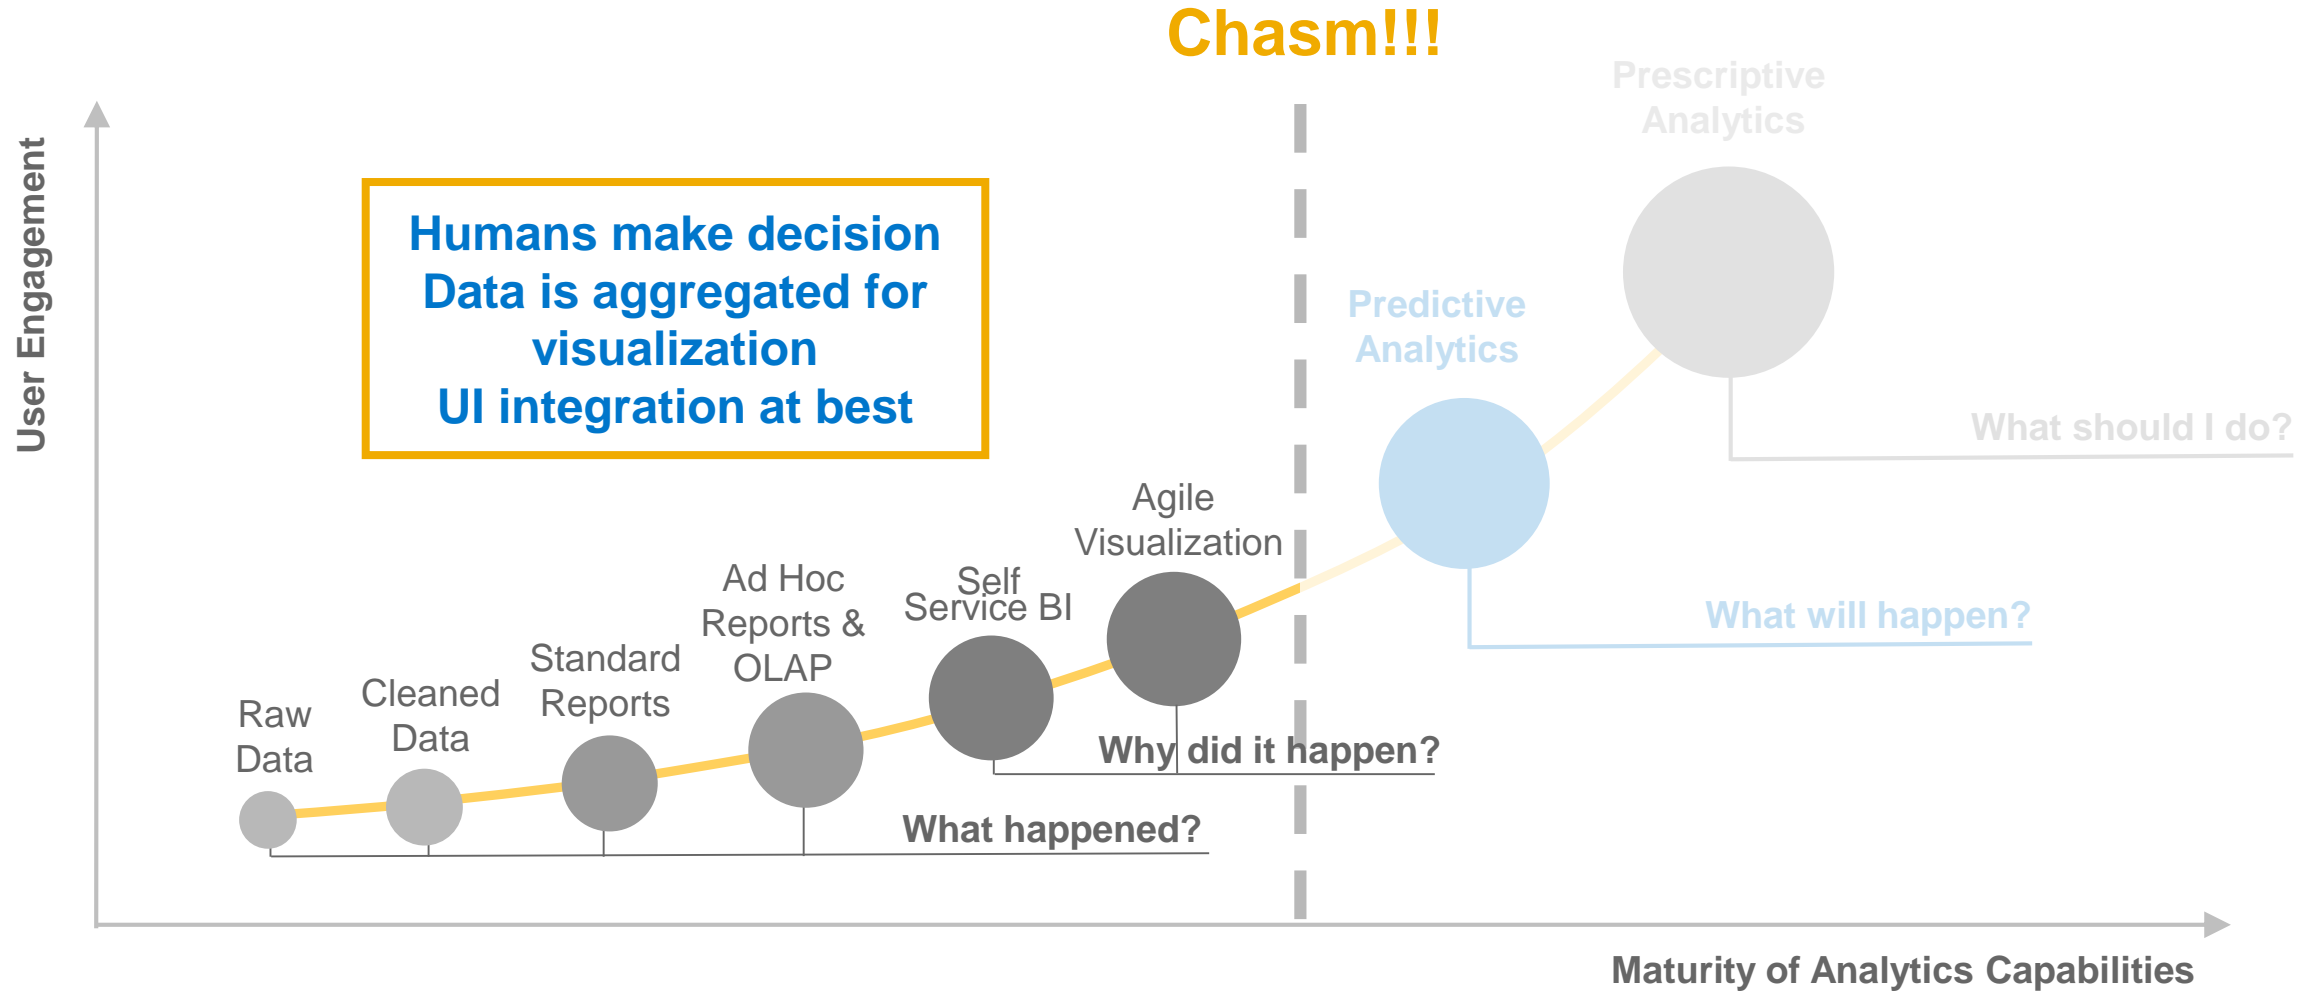 Chasm!!!
Prescriptive
Analytics
User Engagement
Humans make decision
Data is aggregated for
visualization
UI integration at best
Predictive
Analytics
What should I do?
Agile
Visualization
What will happen?
Ad Hoc
Reports &
OLAP
Self
Service BI
Standard
Reports
Cleaned
Data
Raw
Data
Why did it happen?
What happened?
Maturity of Analytics Capabilities